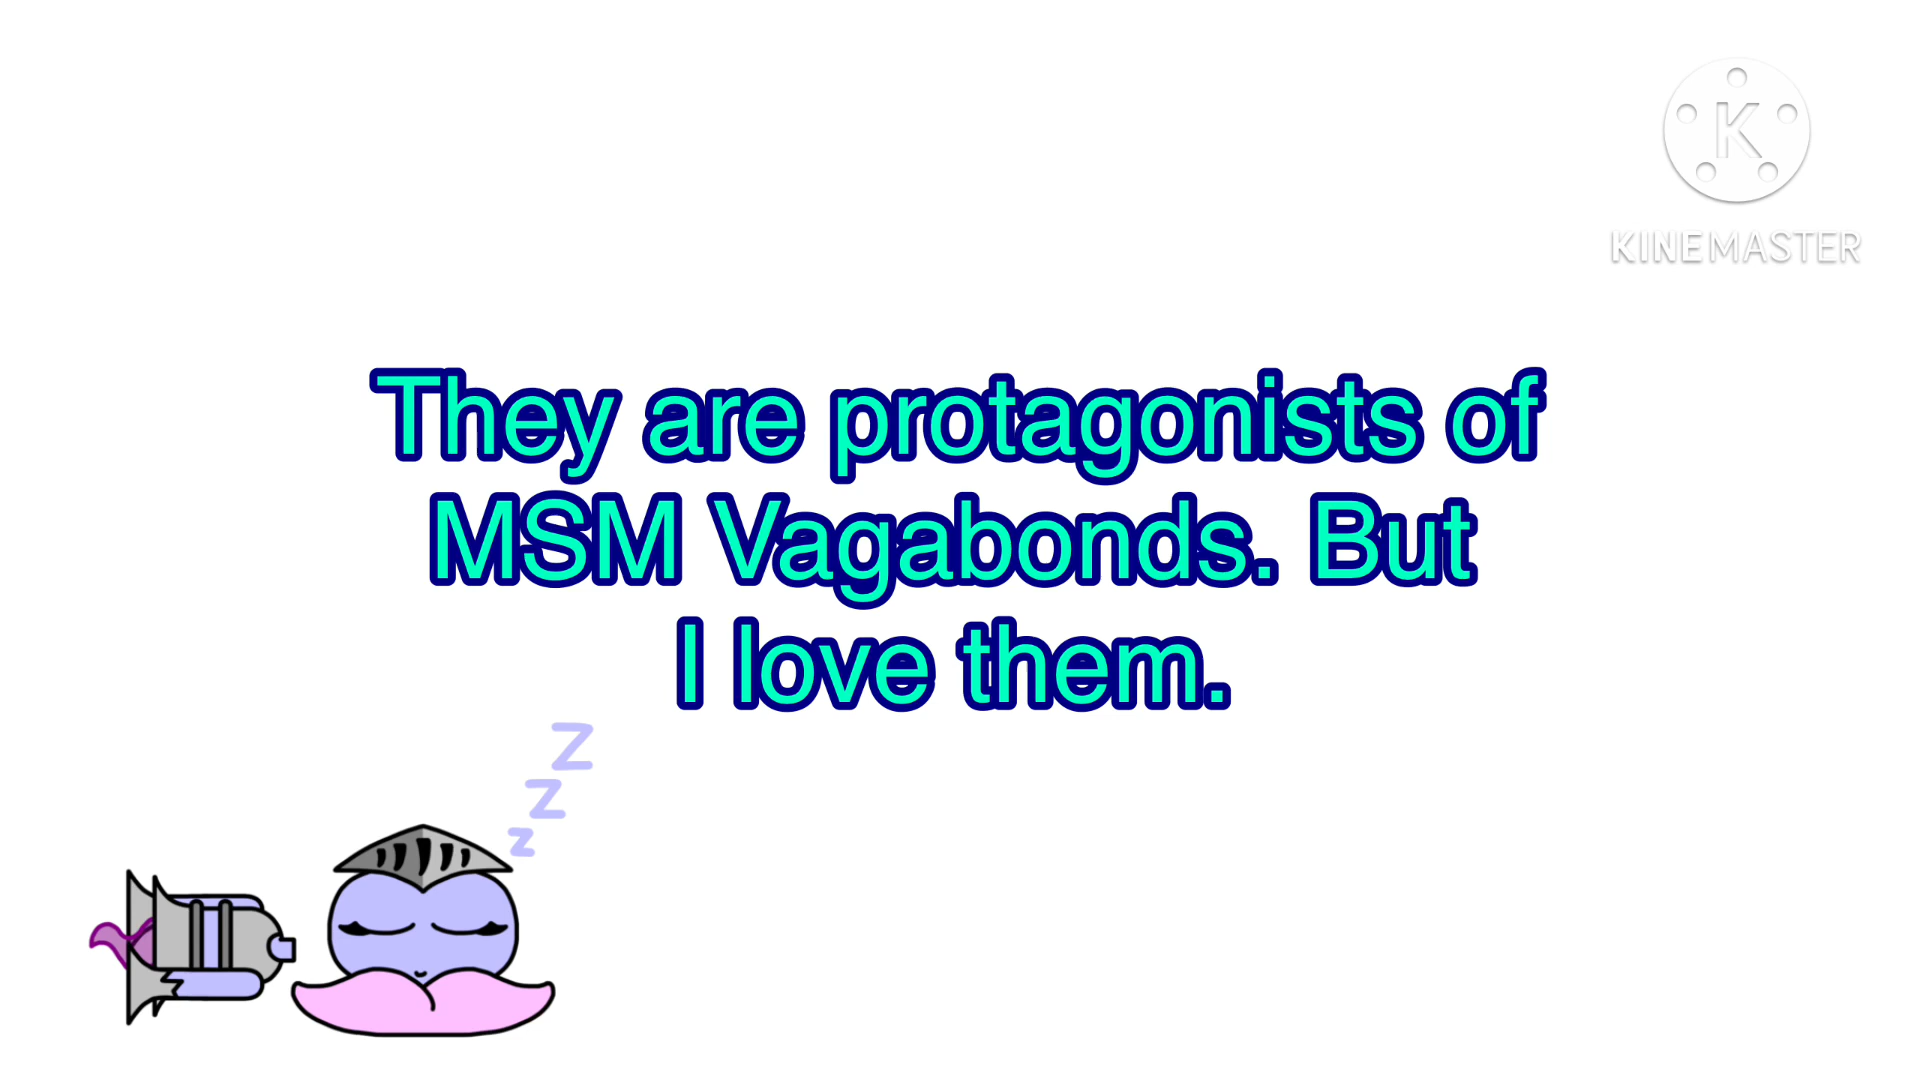 K
KINEMASTER
They are protagonists of
MSM Vagabonds. But
I love them.
Z
Z
Z